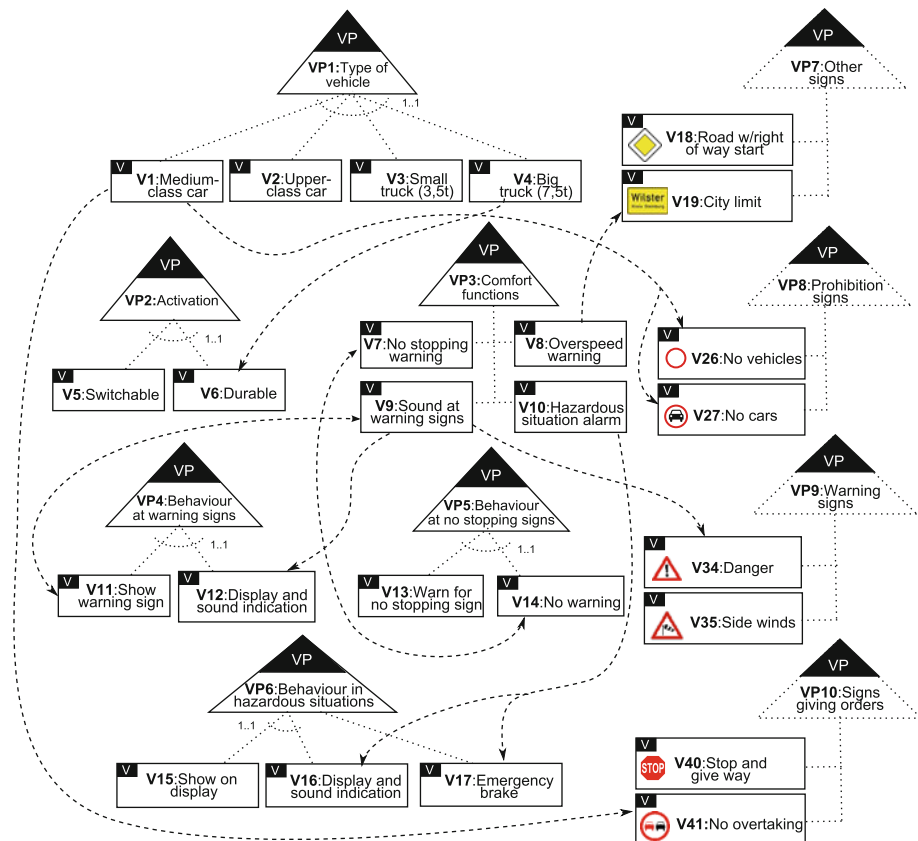 VP
VP1:Type of
vehicle
1..1
V
V1:Medium-
class car
V
V2:Upper-
class car
V
V3:Small
truck (3,5t)
V
V4:Big
truck (7,5t)
VP
VP7:Other
signs
V
V18:Road w/right
of way start
V
Wilster
V19:City limit
VP
VP2:Activation
1..1
V
V5:Switchable
V
V6:Durable
VP
VP3:Comfort
functions
V
V7:No stopping
warning
V
V8:Overspeed
warning
V
V9:Sound at
warning signs
V
V10:Hazardous
situation alarm
VP
VP8:Prohibition
signs
V
V26:No vehicles
V
V27:No cars
VP
VP4:Behaviour
at warning signs
1..1
V
V11:Show
warning sign
V
V12:Display and
sound indication
VP
VP5:Behaviour
at no stopping signs
1..1
V
V13:Warn for
no stopping sign
V
V14:No warning
VP
VP9:Warning
signs
V
V34:Danger
V
V35:Side winds
VP
VP6:Behaviour in
hazardous situations
1..1
V
V15:Show on
display
V
V16:Display and
sound indication
V
V17:Emergency
brake
VP
VP10:Signs
giving orders
V
STOP
V40:Stop and
give way
V
V41:No overtaking